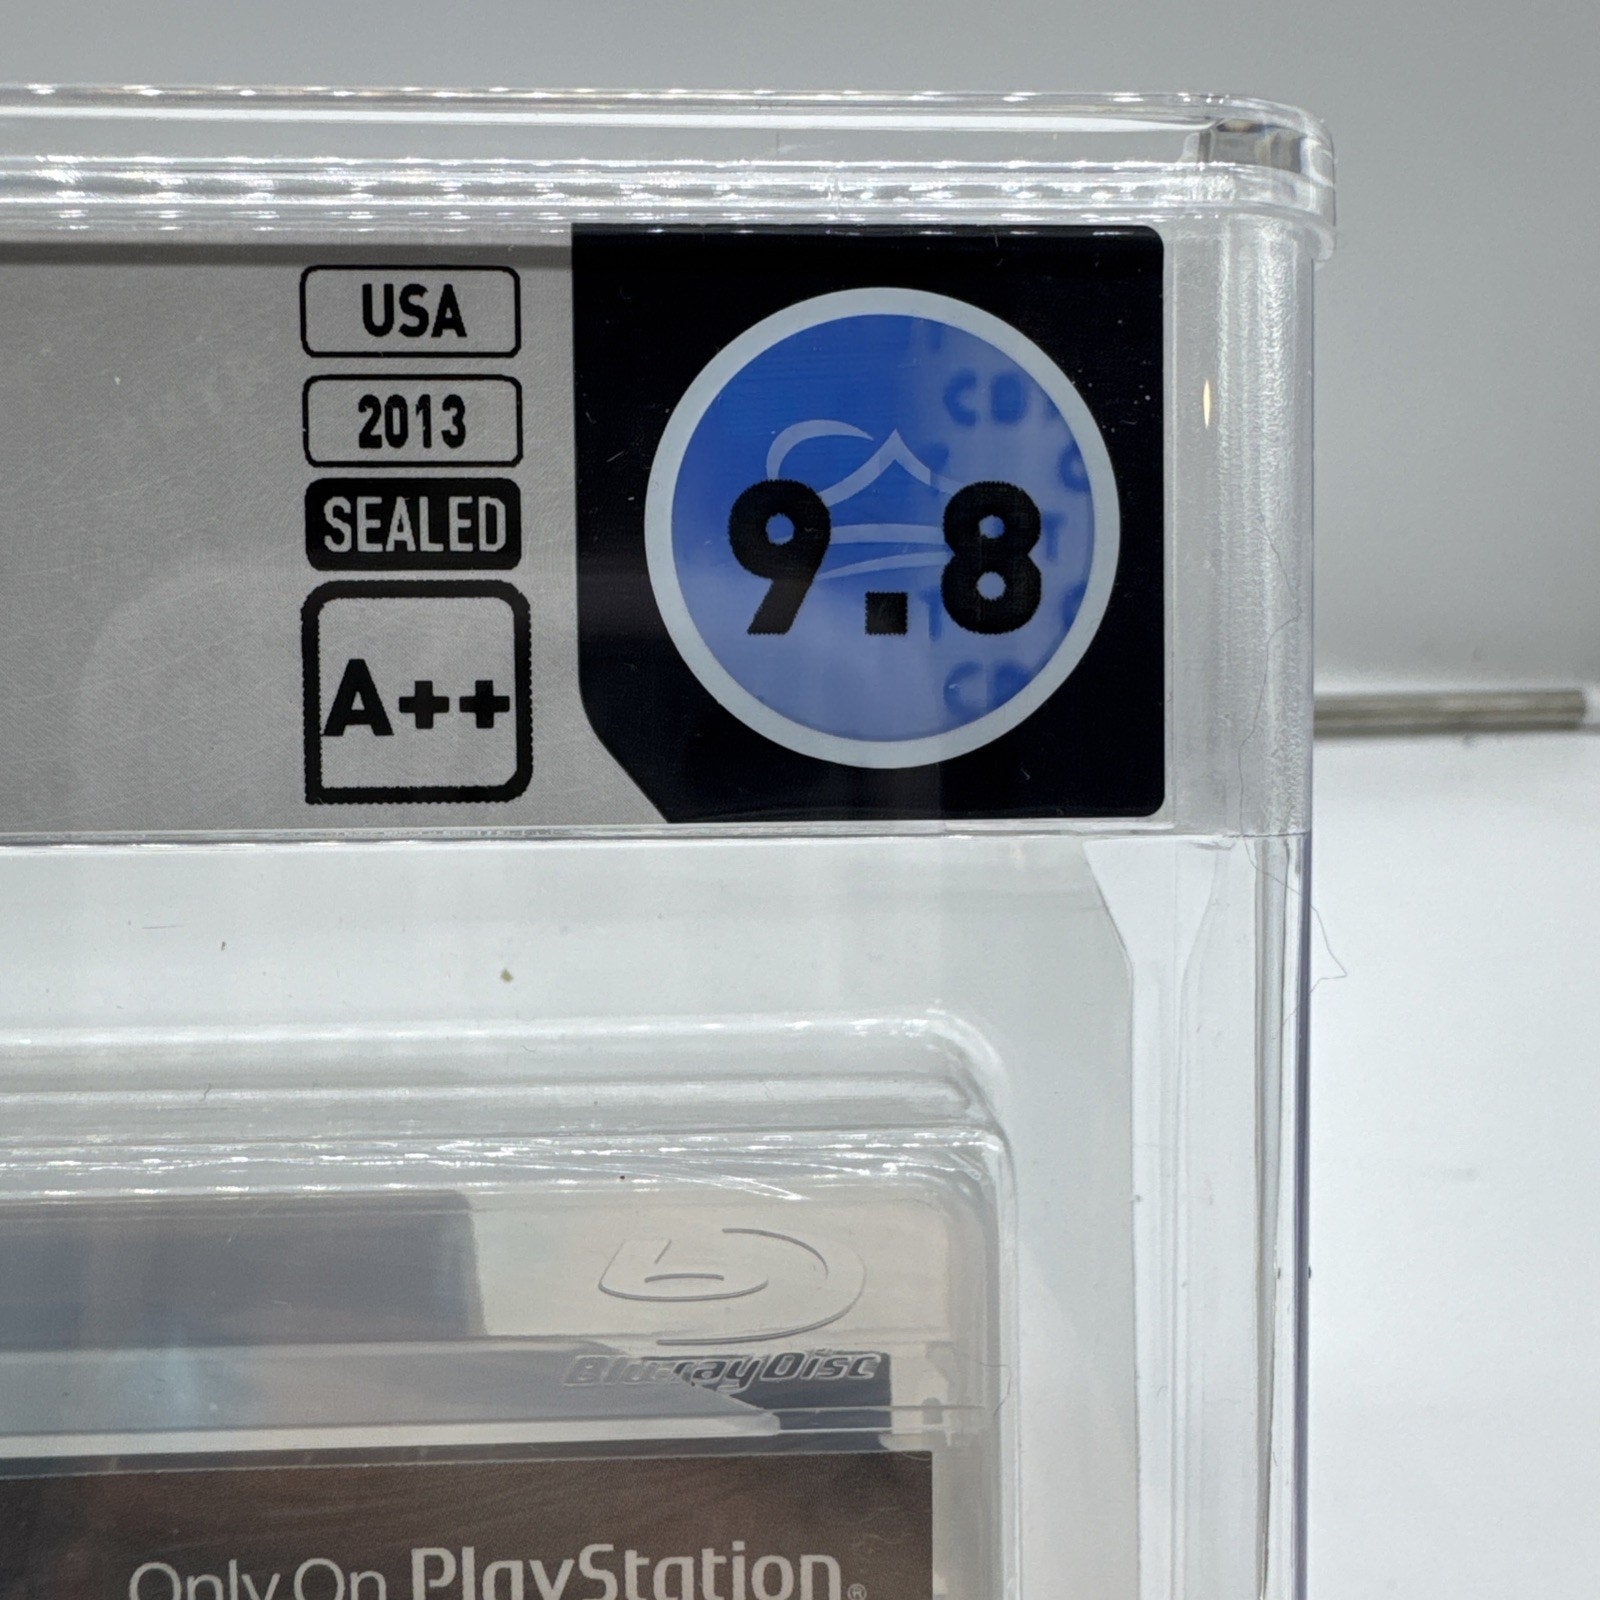 USA
2013
SEALED
A++
9.8
Blu-ray Disc
Only On PlayStation®